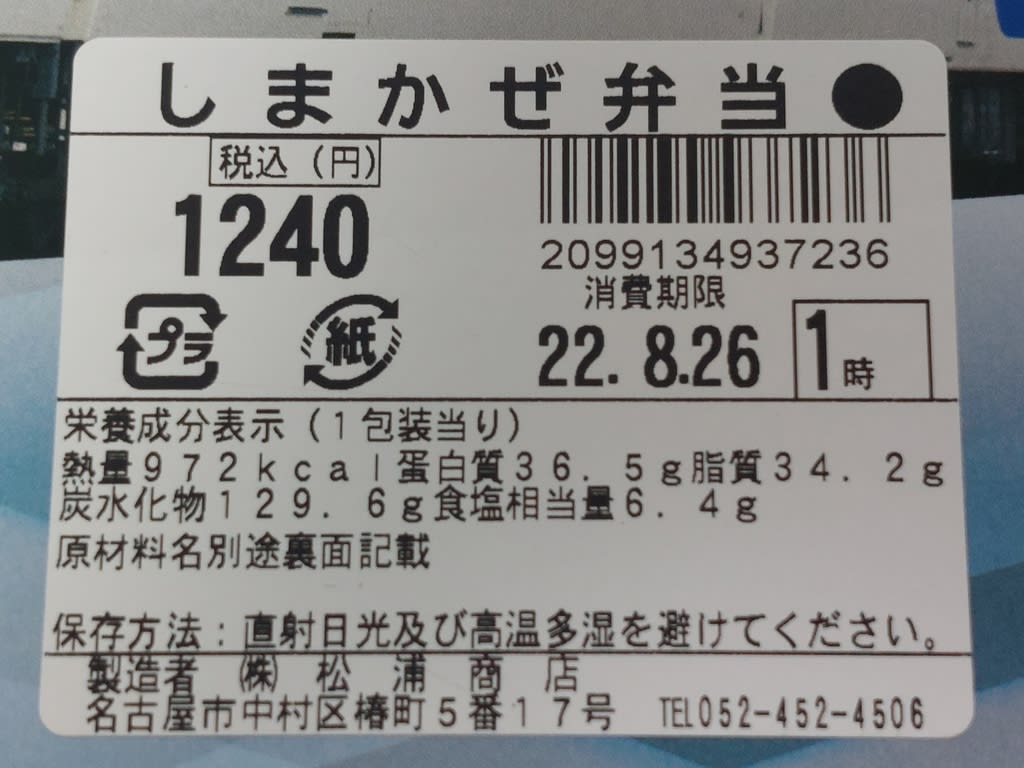 しまかぜ弁当●
税込（円）
1240
2099134937236
消費期限
22. 8.26
1時
プラ
紙
栄養成分表示（1包装当り）
熱量972kcal蛋白質36.5g脂質34.2g
炭水化物129.6g食塩相当量6.4g
原材料名別途裏面記載
保存方法：直射日光及び高温多湿を避けてください。
製造者 ㈱ 松浦商店
名古屋市中村区椿町5番17号 TEL052-452-4506